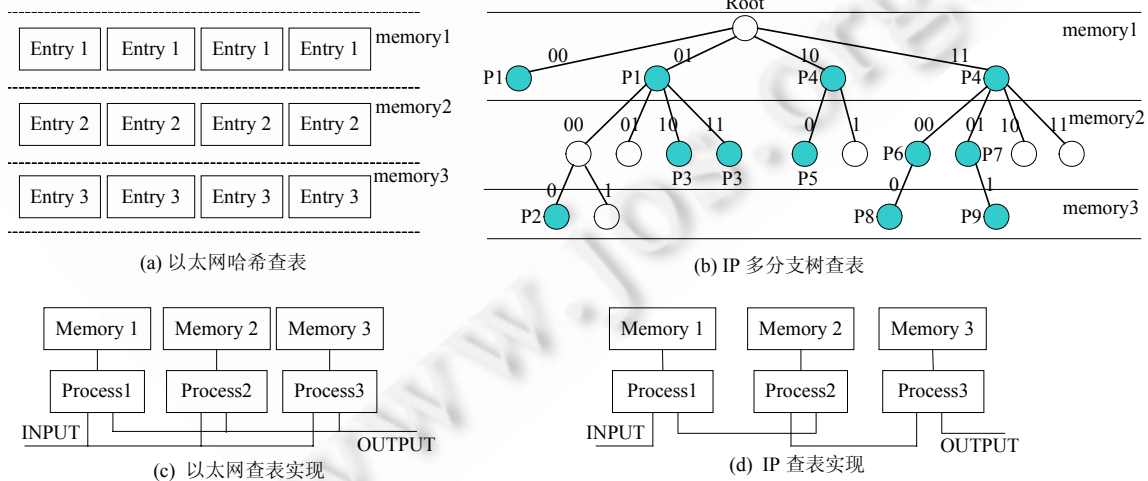 Entry 1 Entry 1 Entry 1 Entry 1 memory1
Entry 2 Entry 2 Entry 2 Entry 2 memory2
Entry 3 Entry 3 Entry 3 Entry 3 memory3
(a) 以太网哈希查表
Root
memory1
00 01 10 11
P1 P1 P4 P4
memory2
00 01 10 11 0 1 00 01 10 11
P6 P7
P3 P3 P5
0 1 0 1 memory3
P2 P8 P9
(b) IP 多分支树查表
Memory 1 Memory 2 Memory 3
Process1 Process2 Process3
INPUT OUTPUT
(c) 以太网查表实现
Memory 1 Memory 2 Memory 3
Process1 Process2 Process3
INPUT OUTPUT
(d) IP 查表实现
www.jos.org